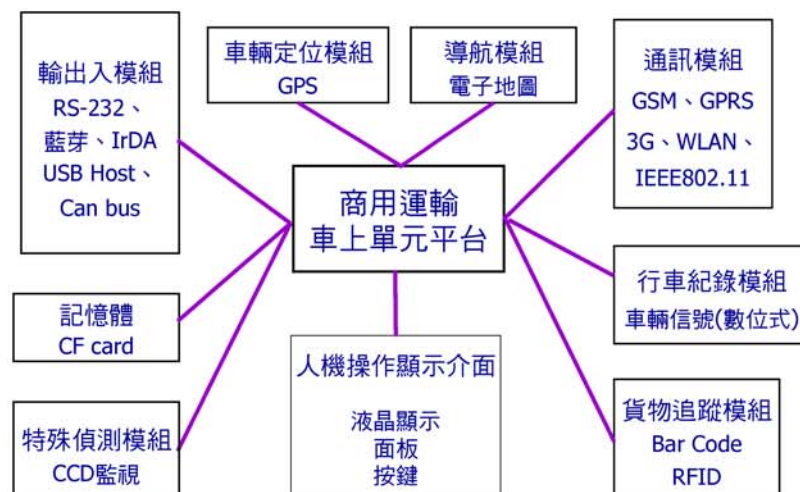 輸出入模組
RS-232、
藍芽、IrDA
USB Host、
Can bus
車輛定位模組
GPS
導航模組
電子地圖
通訊模組
GSM、GPRS
3G、WLAN、
IEEE802.11
商用運輸
車上單元平台
記憶體
CF card
行車紀錄模組
車輛信號(數位式)
特殊偵測模組
CCD監視
人機操作顯示介面
液晶顯示
面板
按鍵
貨物追蹤模組
Bar Code
RFID